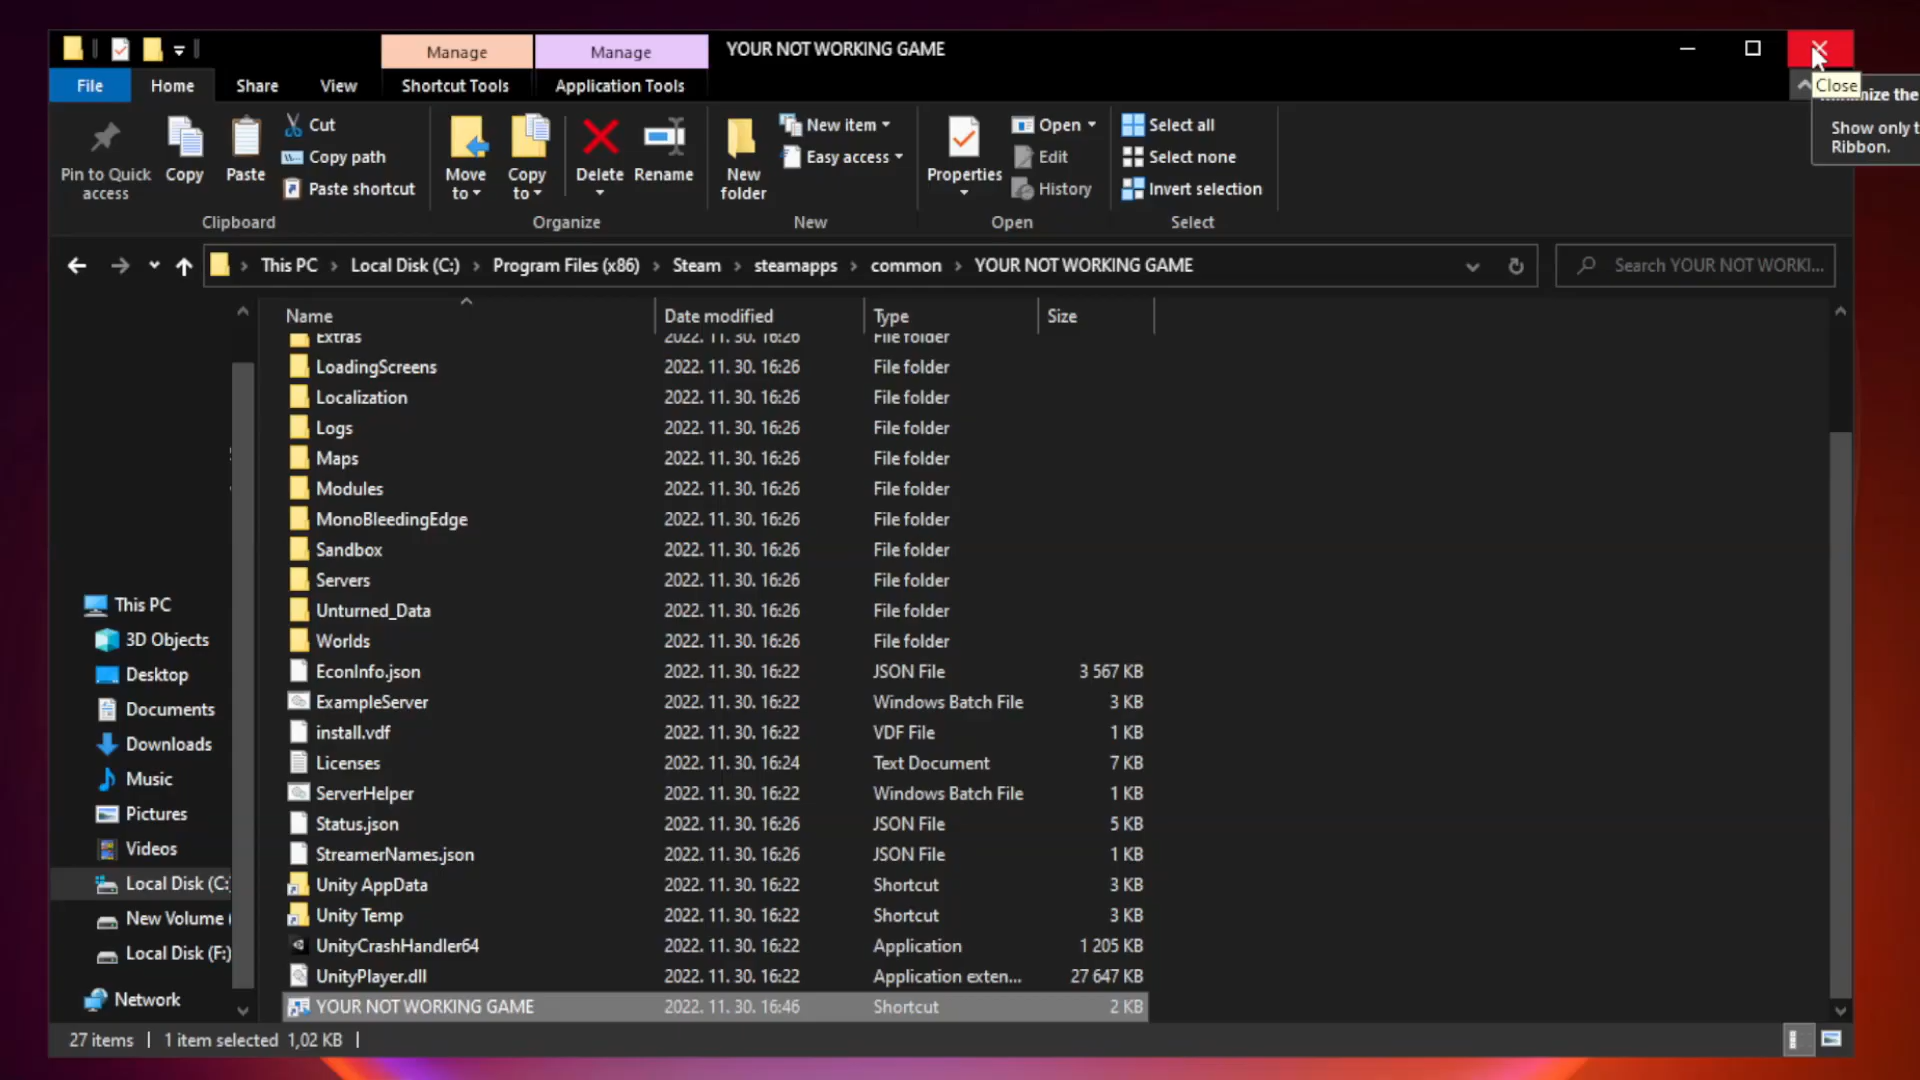 Manage
Manage
YOUR NOT WORKING GAME
File
Home
Share
View
Shortcut Tools
Application Tools
Close
the
Show only
Ribbon.
Pin to Quick access
Copy
Paste
Cut
Copy path
Paste shortcut
Clipboard
Move to
Copy to
Delete
Rename
Organize
New folder
New item
Easy access
New
Properties
Open
Edit
History
Open
Select all
Select none
Invert selection
Select
This PC > Local Disk (C:) > Program Files (x86) > Steam > steamapps > common > YOUR NOT WORKING GAME
Search YOUR NOT WORKI...
Name Date modified Type Size
Extras 2022. 11. 30. 16:26 File folder
LoadingScreens 2022. 11. 30. 16:26 File folder
Localization 2022. 11. 30. 16:26 File folder
Logs 2022. 11. 30. 16:26 File folder
Maps 2022. 11. 30. 16:26 File folder
Modules 2022. 11. 30. 16:26 File folder
MonoBleedingEdge 2022. 11. 30. 16:26 File folder
Sandbox 2022. 11. 30. 16:26 File folder
Servers 2022. 11. 30. 16:26 File folder
Unturned_Data 2022. 11. 30. 16:26 File folder
Worlds 2022. 11. 30. 16:26 File folder
EconInfo.json 2022. 11. 30. 16:22 JSON File 3 567 KB
ExampleServer 2022. 11. 30. 16:22 Windows Batch File 3 KB
install.vdf 2022. 11. 30. 16:22 VDF File 1 KB
Licenses 2022. 11. 30. 16:24 Text Document 7 KB
ServerHelper 2022. 11. 30. 16:22 Windows Batch File 1 KB
Status.json 2022. 11. 30. 16:26 JSON File 5 KB
StreamerNames.json 2022. 11. 30. 16:26 JSON File 1 KB
Unity AppData 2022. 11. 30. 16:22 Shortcut 3 KB
Unity Temp 2022. 11. 30. 16:22 Shortcut 3 KB
UnityCrashHandler64 2022. 11. 30. 16:22 Application 1 205 KB
UnityPlayer.dll 2022. 11. 30. 16:22 Application exten... 27 647 KB
YOUR NOT WORKING GAME 2022. 11. 30. 16:46 Shortcut 2 KB
This PC
3D Objects
Desktop
Documents
Downloads
Music
Pictures
Videos
Local Disk (C:
New Volume (
Local Disk (F:)
Network
27 items | 1 item selected 1,02 KB |